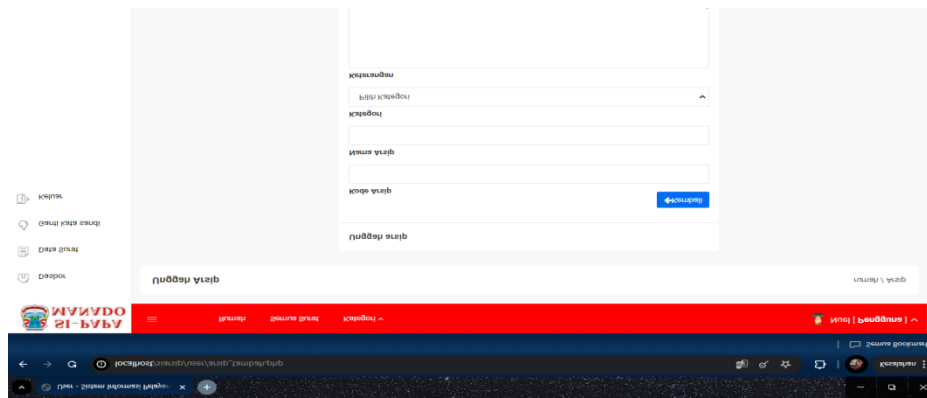 User - Sistem Informasi Pelayan
localhost/siarsip/user/arsip_tambah.php
Kesalahan
Semua Bookmark
SI-PAPA
MANADO
Rumah Semua Surat Kategori
Nuel [ Pengguna ]
Unggah Arsip
rumah / Arsip
Dasbor
Data Surat
Ganti kata sandi
Keluar
Unggah arsip
Kembali
Kode Arsip
Nama Arsip
Kategori
Pilih Kategori
Keterangan